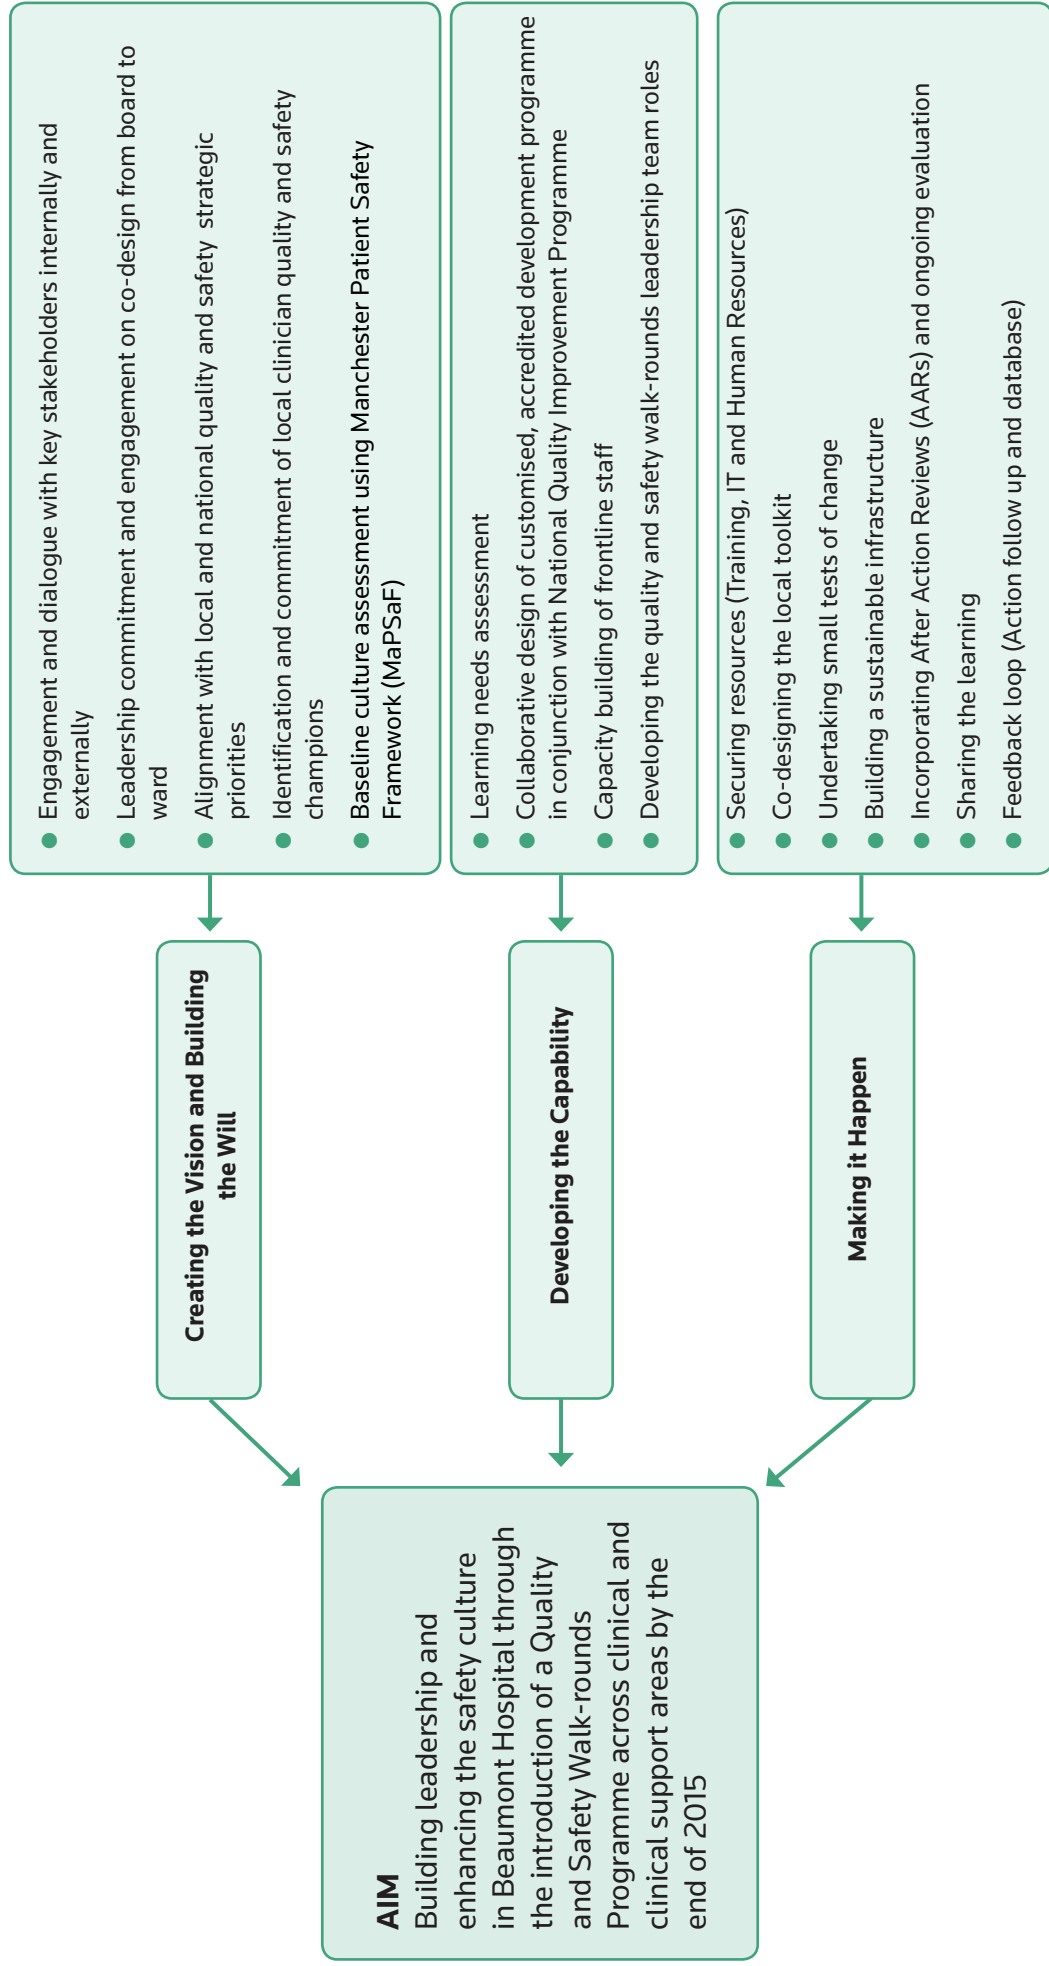 AIM
Building leadership and
enhancing the safety culture
in Beaumont Hospital through
the introduction of a Quality
and Safety Walk-rounds
Programme across clinical and
clinical support areas by the
end of 2015
Creating the Vision and Building
the Will
● Engagement and dialogue with key stakeholders internally and
externally
● Leadership commitment and engagement on co-design from board to
ward
● Alignment with local and national quality and safety strategic
priorities
● Identification and commitment of local clinician quality and safety
champions
● Baseline culture assessment using Manchester Patient Safety
Framework (MaPSaF)
Developing the Capability
● Learning needs assessment
● Collaborative design of customised, accredited development programme
in conjunction with National Quality Improvement Programme
● Capacity building of frontline staff
● Developing the quality and safety walk-rounds leadership team roles
Making it Happen
● Securing resources (Training, IT and Human Resources)
● Co-designing the local toolkit
● Undertaking small tests of change
● Building a sustainable infrastructure
● Incorporating After Action Reviews (AARs) and ongoing evaluation
● Sharing the learning
● Feedback loop (Action follow up and database)